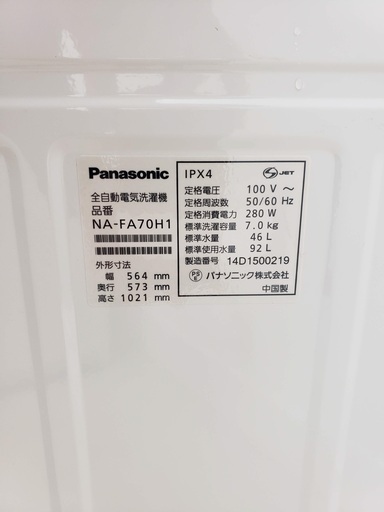 Panasonic
全自動電気洗濯機
品番
NA-FA70H1
外形寸法
幅 564 mm
奥行 573 mm
高さ 1021 mm
IPX4
S JET
定格電圧 100 V ～
定格周波数 50/60 Hz
定格消費電力 280 W
標準洗濯容量 7.0 kg
標準水量 46 L
標準使用水量 92 L
製造番号 14D1500219
PSE パナソニック株式会社
中国製